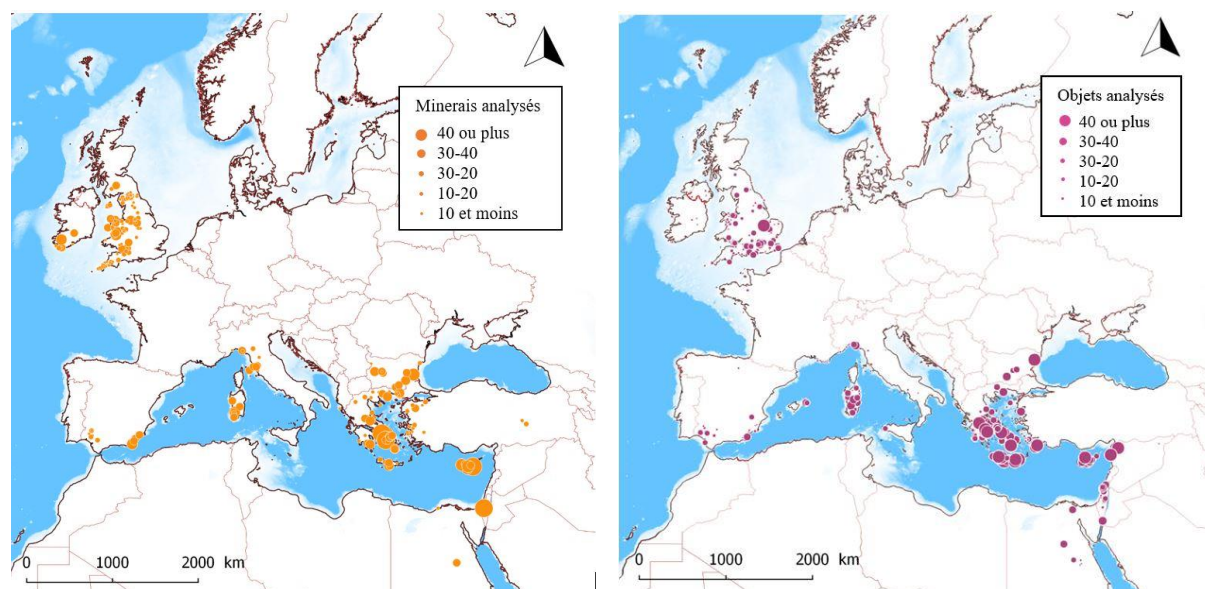 Minerais analysés
40 ou plus
30-40
30-20
10-20
10 et moins
0 1000 2000 km
Objets analysés
40 ou plus
30-40
30-20
10-20
10 et moins
0 1000 2000 km